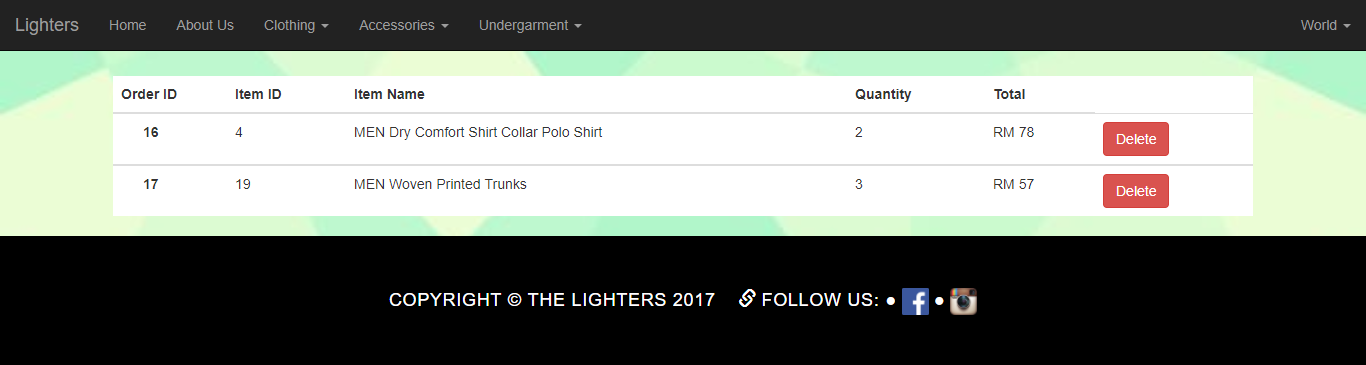 Lighters Home About Us Clothing Accessories Undergarment World
Order ID Item ID Item Name Quantity Total
16 4 MEN Dry Comfort Shirt Collar Polo Shirt 2 RM 78 Delete
17 19 MEN Woven Printed Trunks 3 RM 57 Delete
COPYRIGHT © THE LIGHTERS 2017 FOLLOW US: ● f ●